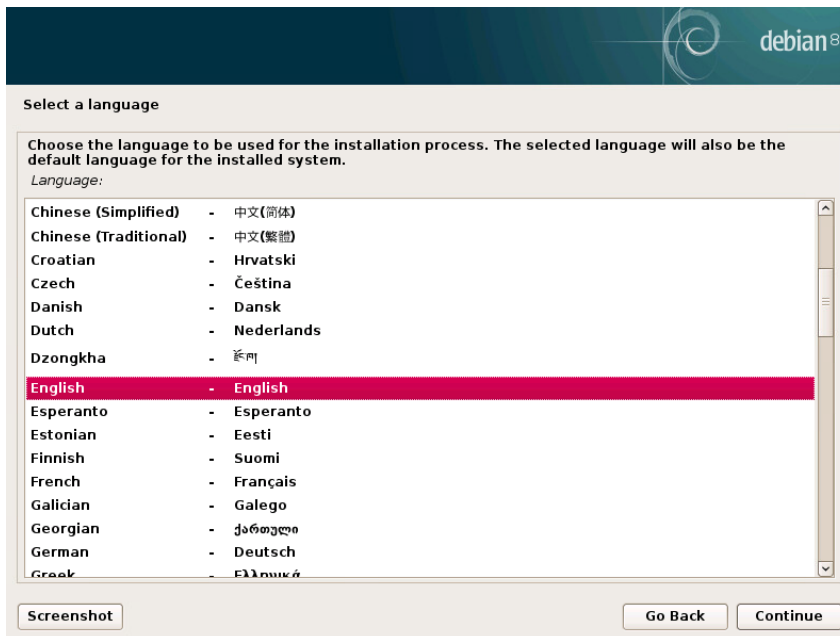 debian 8
Select a language
Choose the language to be used for the installation process. The selected language will also be the
default language for the installed system.
Language:
Chinese (Simplified) - 中文(简体)
Chinese (Traditional) - 中文(繁體)
Croatian - Hrvatski
Czech - Čeština
Danish - Dansk
Dutch - Nederlands
Dzongkha - རྫོང་ཁ།
English - English
Esperanto - Esperanto
Estonian - Eesti
Finnish - Suomi
French - Français
Galician - Galego
Georgian - ქართული
German - Deutsch
Greek - Ελληνικά
Screenshot Go Back Continue